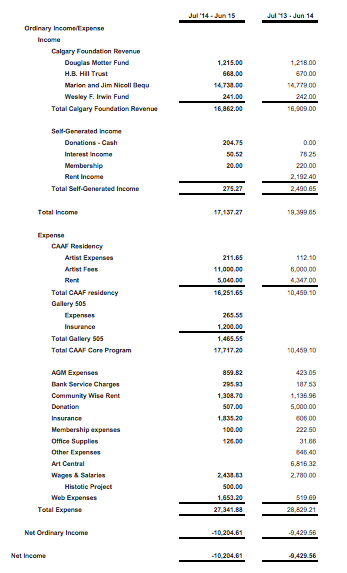 Jul '14 - Jun 15 Jul '13 - Jun 14
Ordinary Income/Expense
Income
Calgary Foundation Revenue
Douglas Motter Fund 1,215.00 1,218.00
H.B. Hill Trust 668.00 670.00
Marion and Jim Nicoll Bequ 14,738.00 14,779.00
Wesley F. Irwin Fund 241.00 242.00
Total Calgary Foundation Revenue 16,862.00 16,909.00
Self-Generated Income
Donations - Cash 204.75 0.00
Interest Income 50.52 78.25
Membership 20.00 220.00
Rent Income 2,192.40
Total Self-Generated Income 275.27 2,490.65
Total Income 17,137.27 19,399.65
Expense
CAAF Residency
Artist Expenses 211.65 112.10
Artist Fees 11,000.00 6,000.00
Rent 5,040.00 4,347.00
Total CAAF residency 16,251.65 10,459.10
Gallery 505
Expenses 265.55
Insurance 1,200.00
Total Gallery 505 1,465.55
Total CAAF Core Program 17,717.20 10,459.10
AGM Expenses 859.82 423.05
Bank Service Charges 295.93 187.53
Community Wise Rent 1,308.70 1,136.96
Donation 507.00 5,000.00
Insurance 1,835.20 606.00
Membership expenses 100.00 222.50
Office Supplies 126.00 31.66
Other Expenses 646.40
Art Central 6,816.32
Wages & Salaries 2,438.83 2,780.00
Histotic Project 500.00
Web Expenses 1,653.20 519.69
Total Expense 27,341.88 28,829.21
Net Ordinary Income -10,204.61 -9,429.56
Net Income -10,204.61 -9,429.56